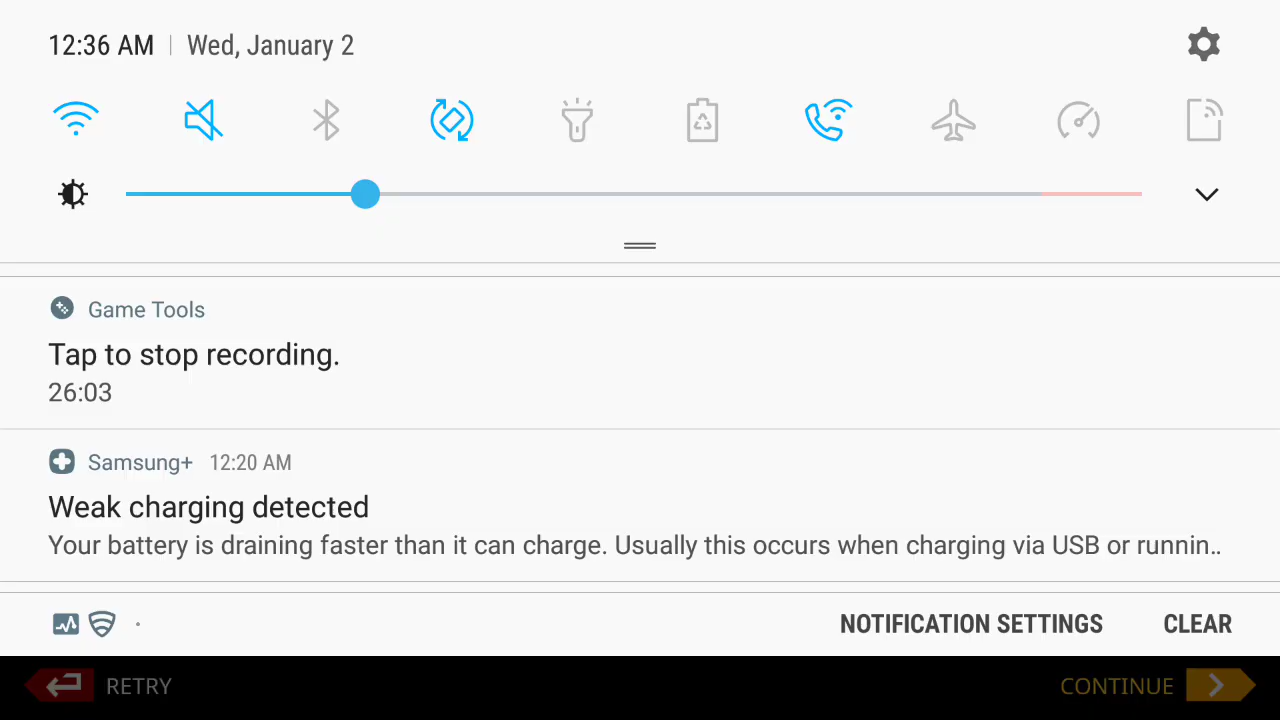 12:36 AM | Wed, January 2
Game Tools
Tap to stop recording.
26:03
Samsung+ 12:20 AM
Weak charging detected
Your battery is draining faster than it can charge. Usually this occurs when charging via USB or runnin..
NOTIFICATION SETTINGS CLEAR
RETRY CONTINUE